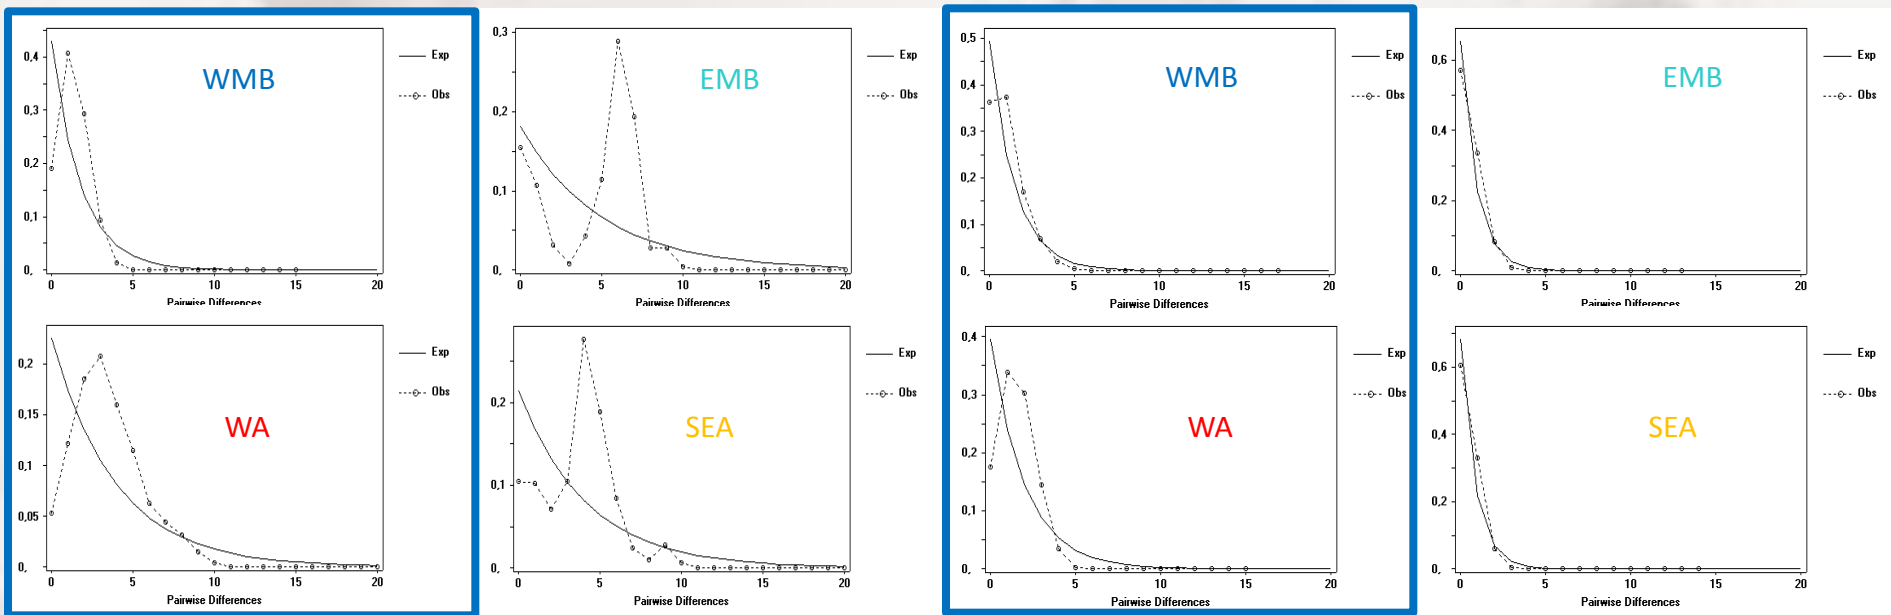 0,4
0,3
0,2
0,1
0,
WMB
Exp
Obs
0 5 10 15 20
Pairwise Differences
0,3
0,2
0,1
0,
EMB
Exp
Obs
0 5 10 15 20
Pairwise Differences
0,5
0,4
0,3
0,2
0,1
0,
WMB
Exp
Obs
0 5 10 15 20
Pairwise Differences
0,6
0,4
0,2
0,
EMB
Exp
Obs
0 5 10 15 20
Pairwise Differences
0,2
0,15
0,1
0,05
0,
WA
Exp
Obs
0 5 10 15 20
Pairwise Differences
0,2
0,1
0,
SEA
Exp
Obs
0 5 10 15 20
Pairwise Differences
0,4
0,3
0,2
0,1
0,
WA
Exp
Obs
0 5 10 15 20
Pairwise Differences
0,6
0,4
0,2
0,
SEA
Exp
Obs
0 5 10 15 20
Pairwise Differences